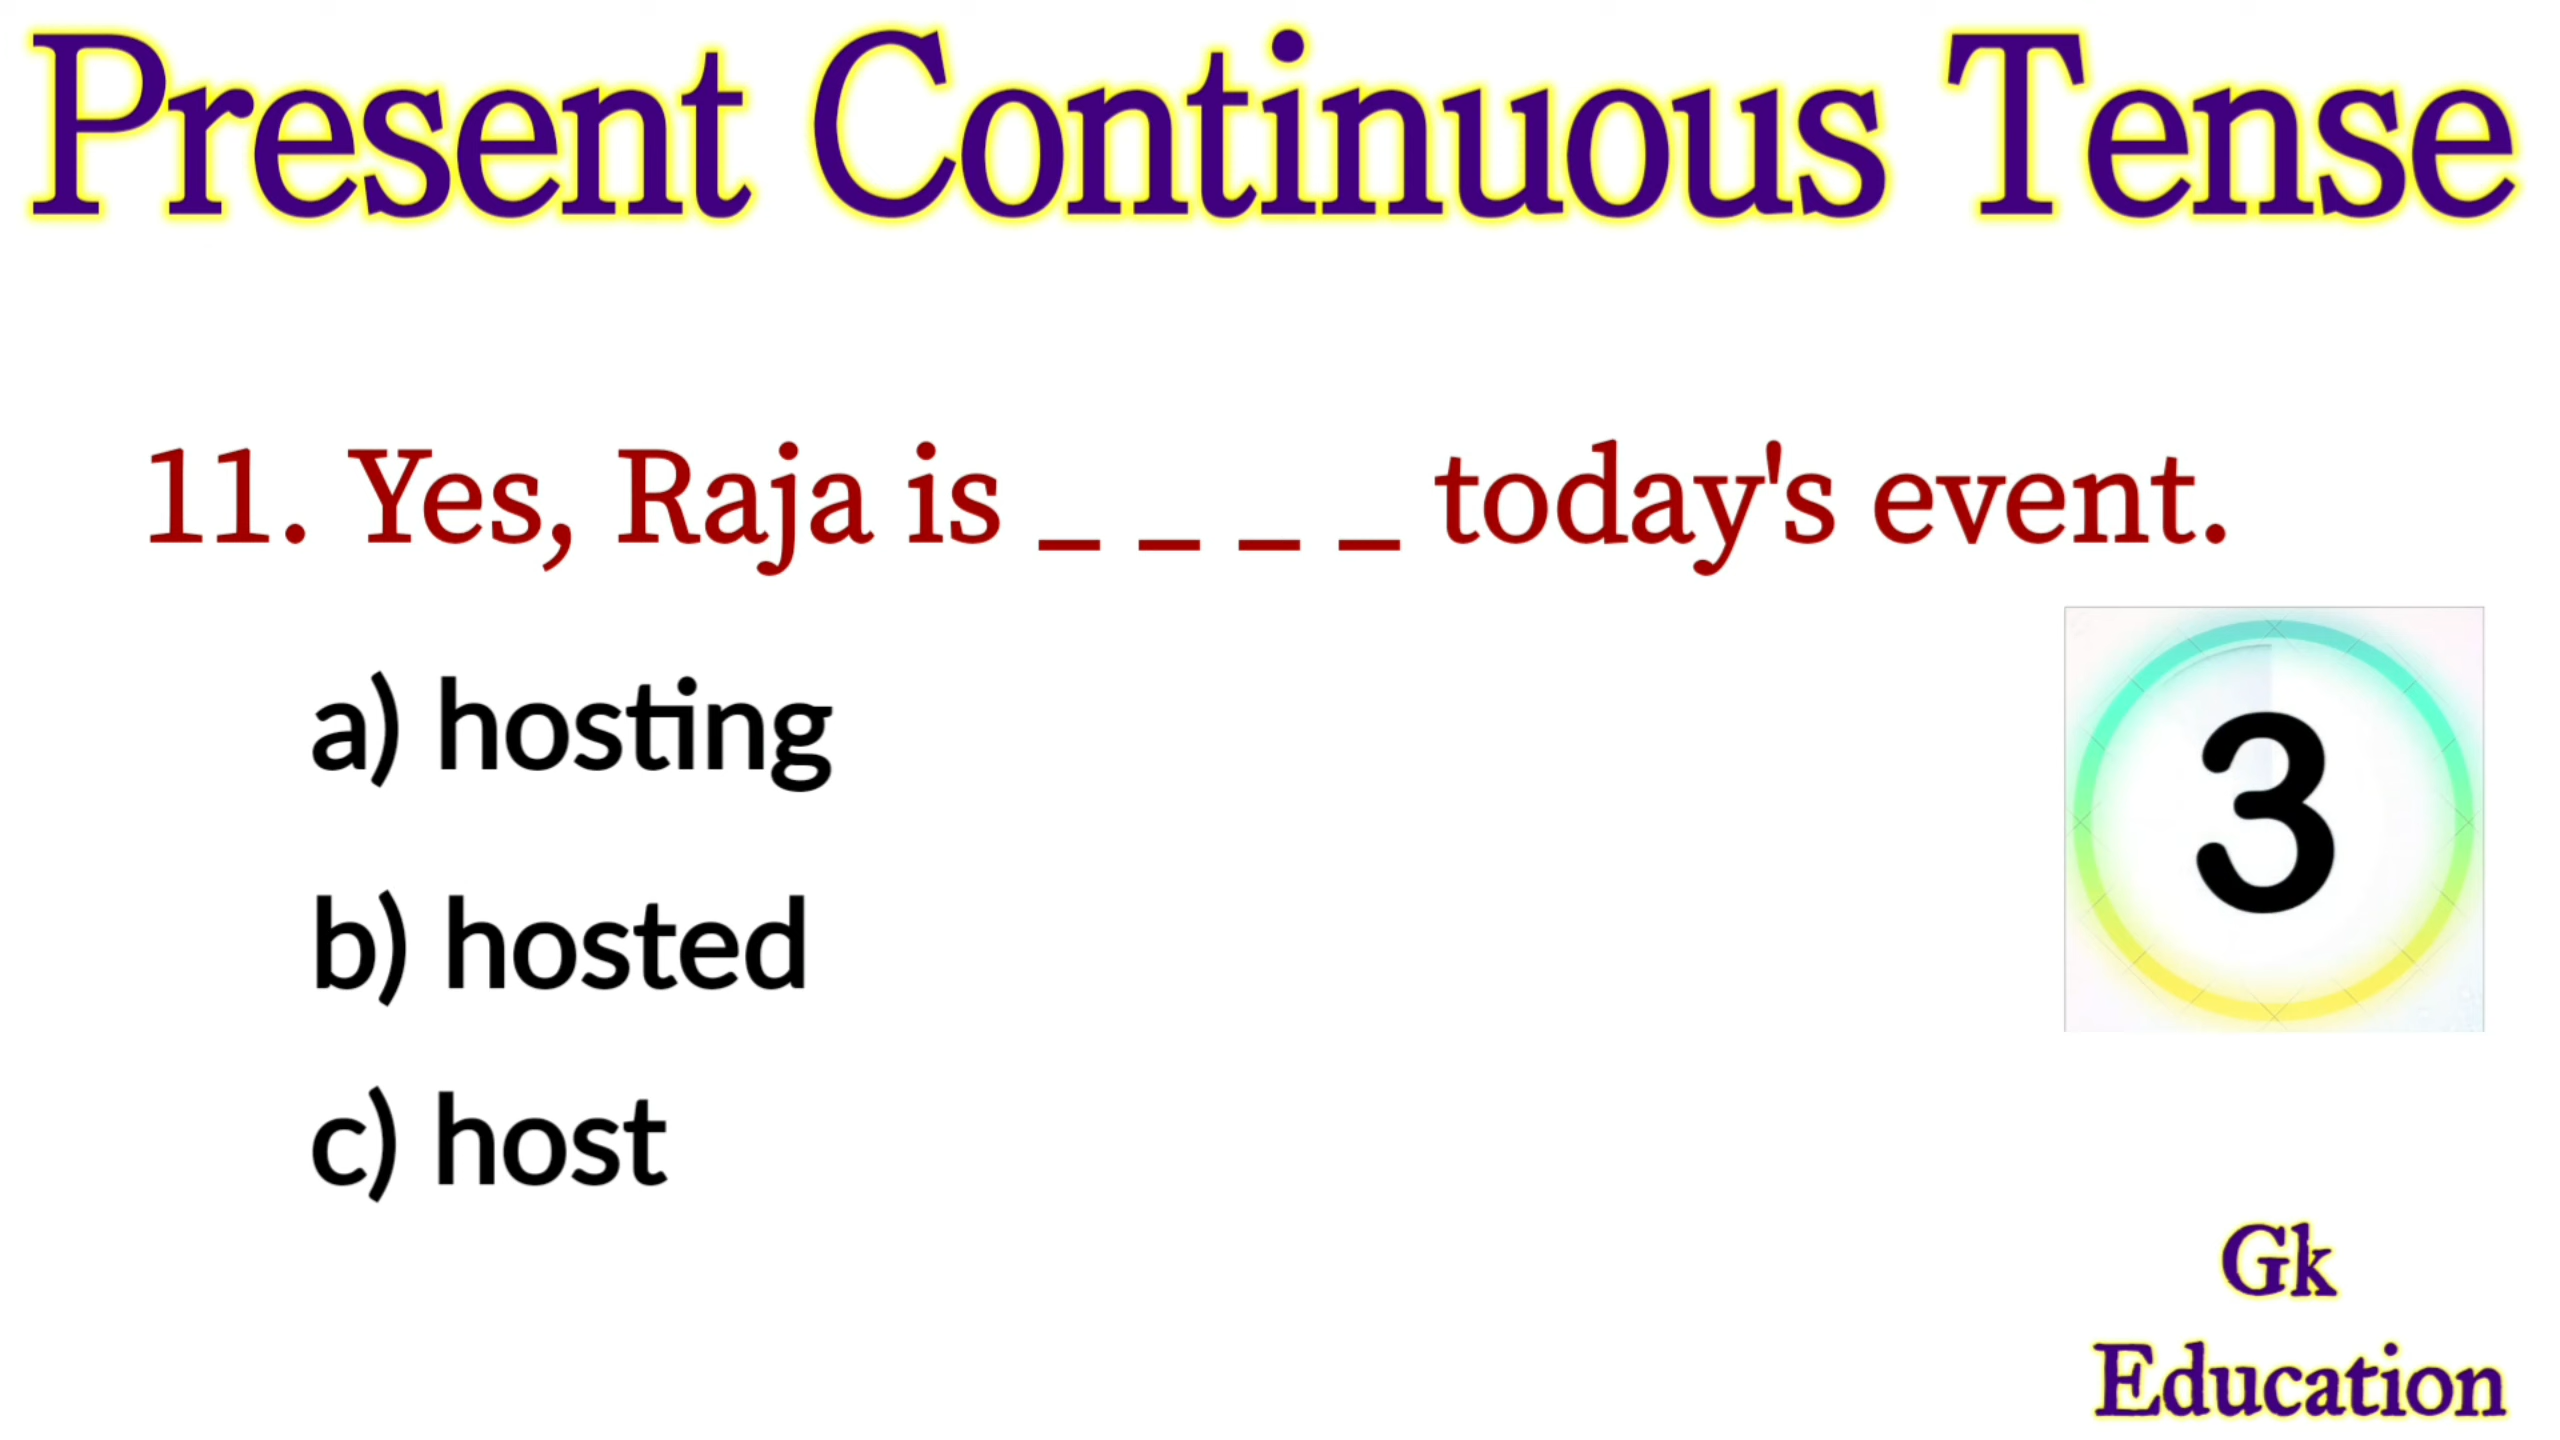 Present Continuous Tense
11. Yes, Raja is _ _ _ _ today's event.
a) hosting
3
b) hosted
c) host
Gk
Education